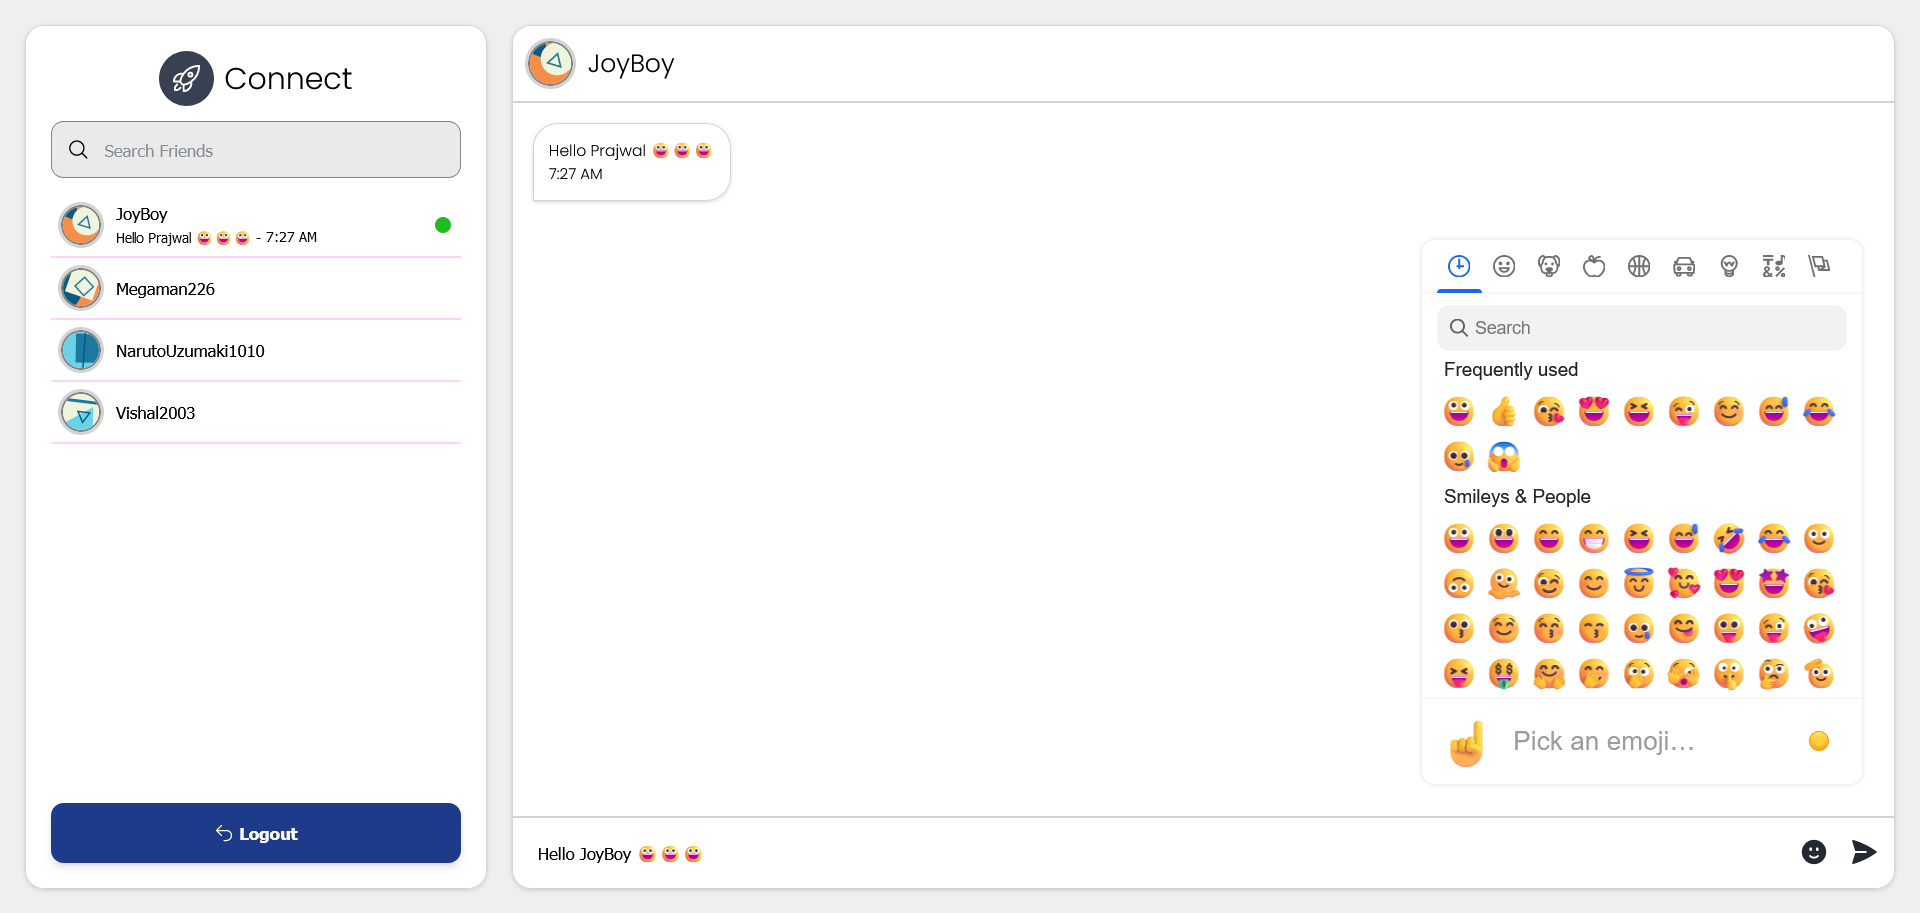 Connect
Search Friends
JoyBoy
Hello Prajwal 😀 😀 😀 - 7:27 AM
Megaman226
NarutoUzumaki1010
Vishal2003
Logout
JoyBoy
Hello Prajwal 😀 😀 😀
7:27 AM
Search
Frequently used
Smileys & People
Pick an emoji…
Hello JoyBoy 😀 😀 😀